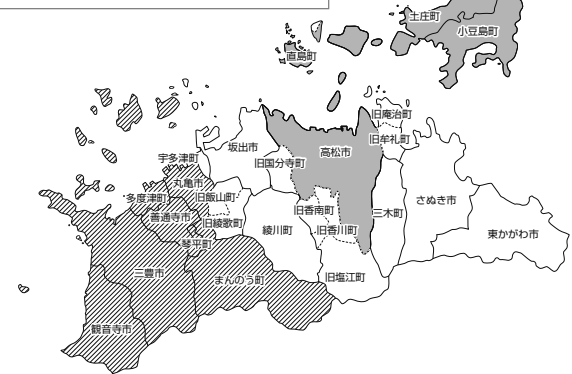 土庄町
小豆島町
直島町
旧庵治町
旧牟礼町
坂出市
高松市
宇多津町
旧国分寺町
丸亀市
多度津町
旧飯山町
さぬき市
善通寺市
旧香南町
三木町
旧綾歌町
綾川町
旧香川町
東かがわ市
琴平町
三豊市
まんのう町
旧塩江町
観音寺市